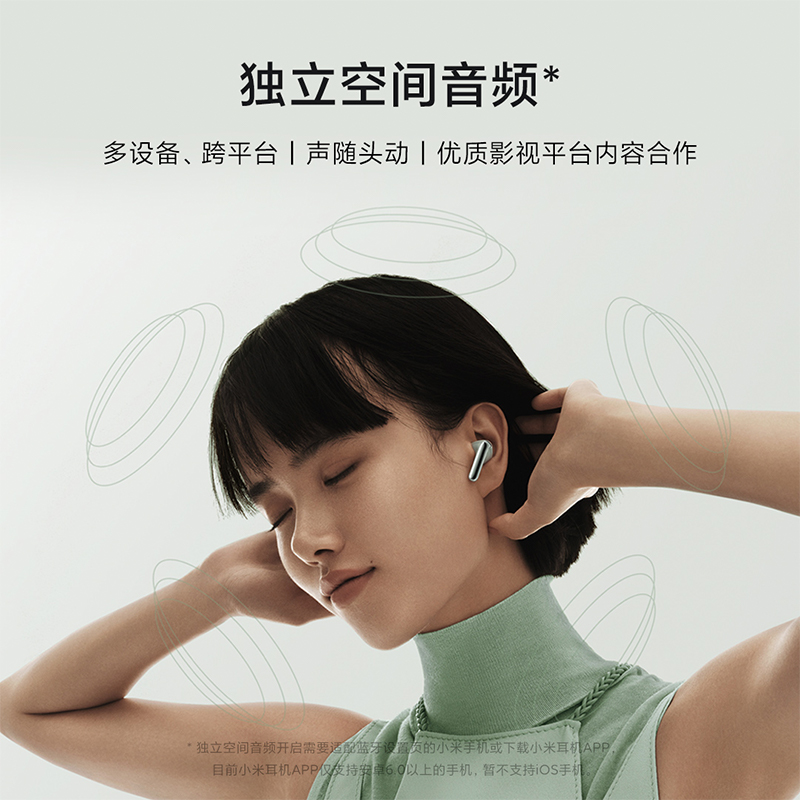 独立空间音频*
多设备、跨平台丨声随头动丨优质影视平台内容合作
* 独立空间音频开启需要适配蓝牙设置页的小米手机或下载小米耳机APP,
目前小米耳机APP仅支持安卓6.0以上的手机, 暂不支持iOS手机.